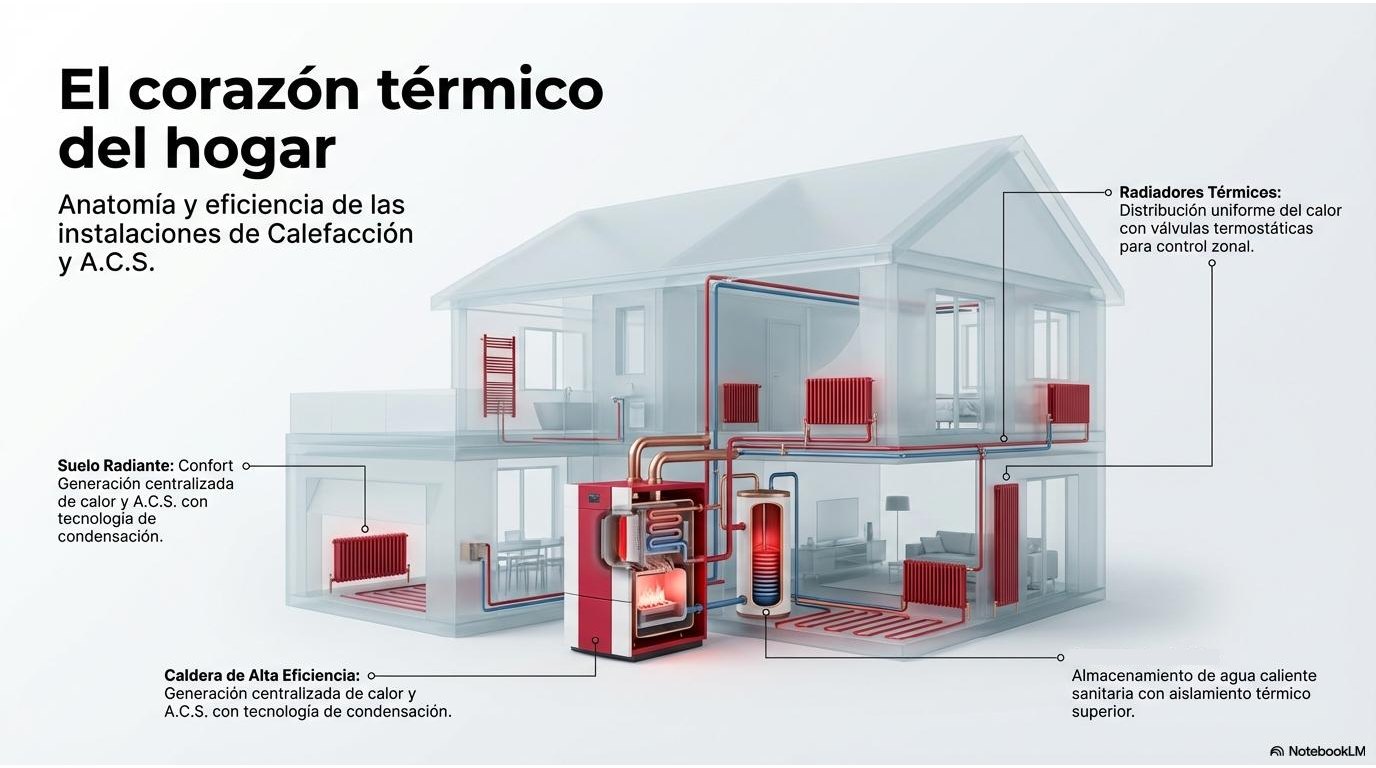 El corazón térmico
del hogar
Anatomía y eficiencia de las
instalaciones de Calefacción
y A.C.S.
Radiadores Térmicos:
Distribución uniforme del calor
con válvulas termostáticas
para control zonal.
Suelo Radiante: Confort
Generación centralizada
de calor y A.C.S. con
tecnología de
condensación.
Caldera de Alta Eficiencia:
Generación centralizada de calor y
A.C.S. con tecnología de condensación.
Almacenamiento de agua caliente
sanitaria con aislamiento térmico
superior.
NotebookLM